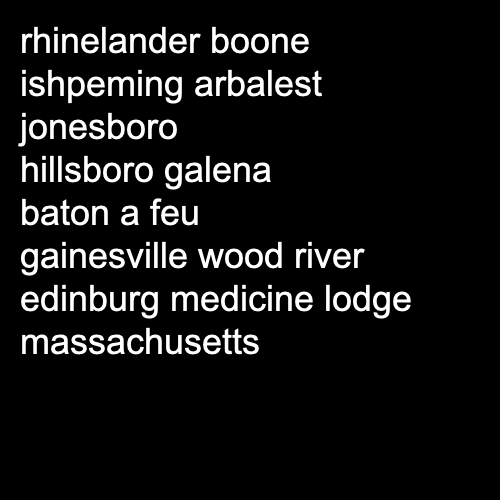 rhinelander boone
ishpeming arbalest
jonesboro
hillsboro galena
baton a feu
gainesville wood river
edinburg medicine lodge
massachusetts